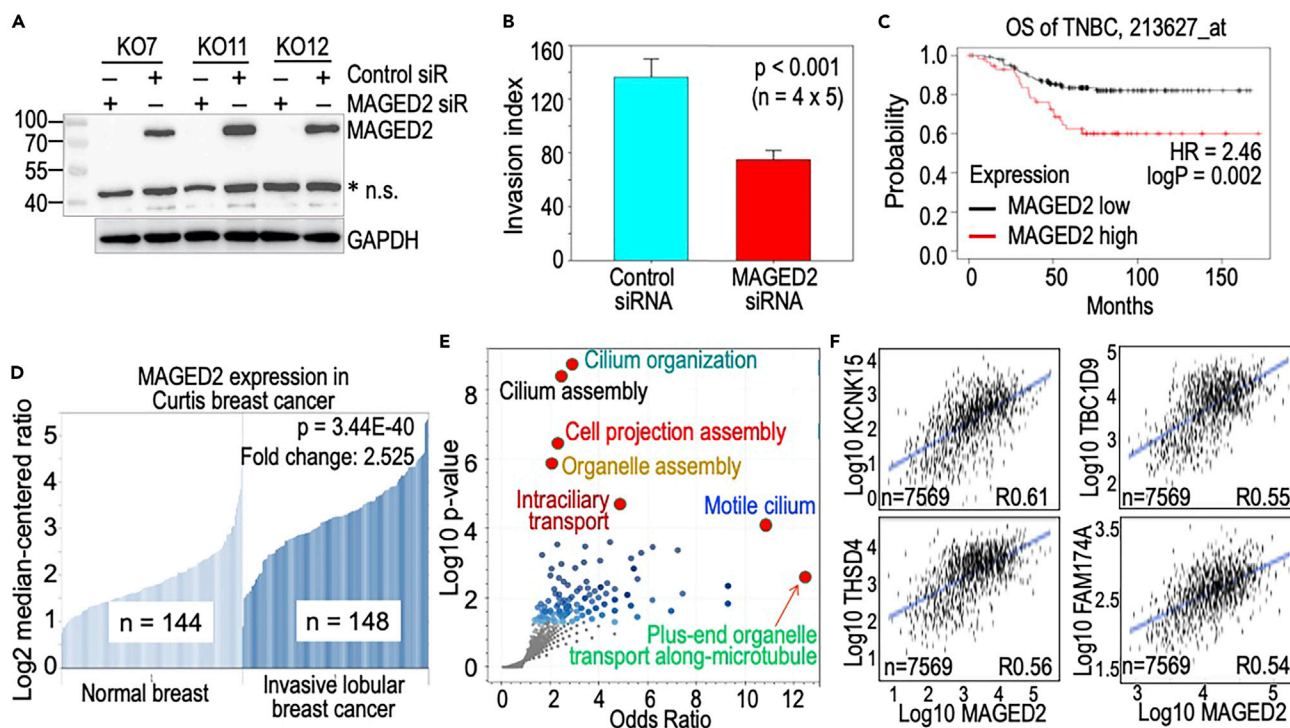 A
KO7 KO11 KO12
– + – + – + Control siR
+ – + – + – MAGED2 siR
100
70
55
40
MAGED2
* n.s.
GAPDH
B
Invasion index
160
120
80
40
0
p < 0.001
(n = 4 x 5)
Control
siRNA
MAGED2
siRNA
C
OS of TNBC, 213627_at
Probability
1.0
0.8
0.6
0.4
0.2
0.0
HR = 2.46
logP = 0.002
Expression
MAGED2 low
MAGED2 high
0 50 100 150
Months
D
MAGED2 expression in
Curtis breast cancer
p = 3.44E-40
Fold change: 2.525
Log2 median-centered ratio
5
4
3
2
1
0
n = 144
n = 148
Normal breast
Invasive lobular
breast cancer
E
Log10 p-value
8
6
4
2
0
Cilium organization
Cilium assembly
Cell projection assembly
Organelle assembly
Intraciliary
transport
Motile cilium
Plus-end organelle
transport along-microtubule
0 2 4 6 8 10 12
Odds Ratio
F
Log10 KCNK15
4
3
2
1
0
n=7569 R0.61
Log10 TBC1D9
5
4
3
2
n=7569 R0.55
Log10 THSD4
4
3
2
1
n=7569 R0.56
1 2 3 4 5
Log10 MAGED2
Log10 FAM174A
3.5
2.5
1.5
n=7569 R0.54
3 4 5
Log10 MAGED2